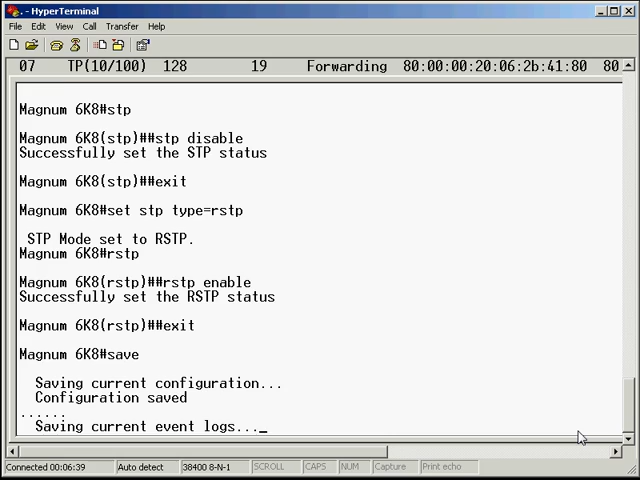 . - HyperTerminal
File Edit View Call Transfer Help
07 TP(10/100) 128 19 Forwarding 80:00:00:20:06:2b:41:80 80
Magnum 6K8#stp
Magnum 6K8(stp)##stp disable
Successfully set the STP status
Magnum 6K8(stp)##exit
Magnum 6K8#set stp type=rstp
STP Mode set to RSTP.
Magnum 6K8#rstp
Magnum 6K8(rstp)##rstp enable
Successfully set the RSTP status
Magnum 6K8(rstp)##exit
Magnum 6K8#save
Saving current configuration...
Configuration saved
......
Saving current event logs..._
Connected 00:06:39 Auto detect 38400 8-N-1 SCROLL CAPS NUM Capture Print echo